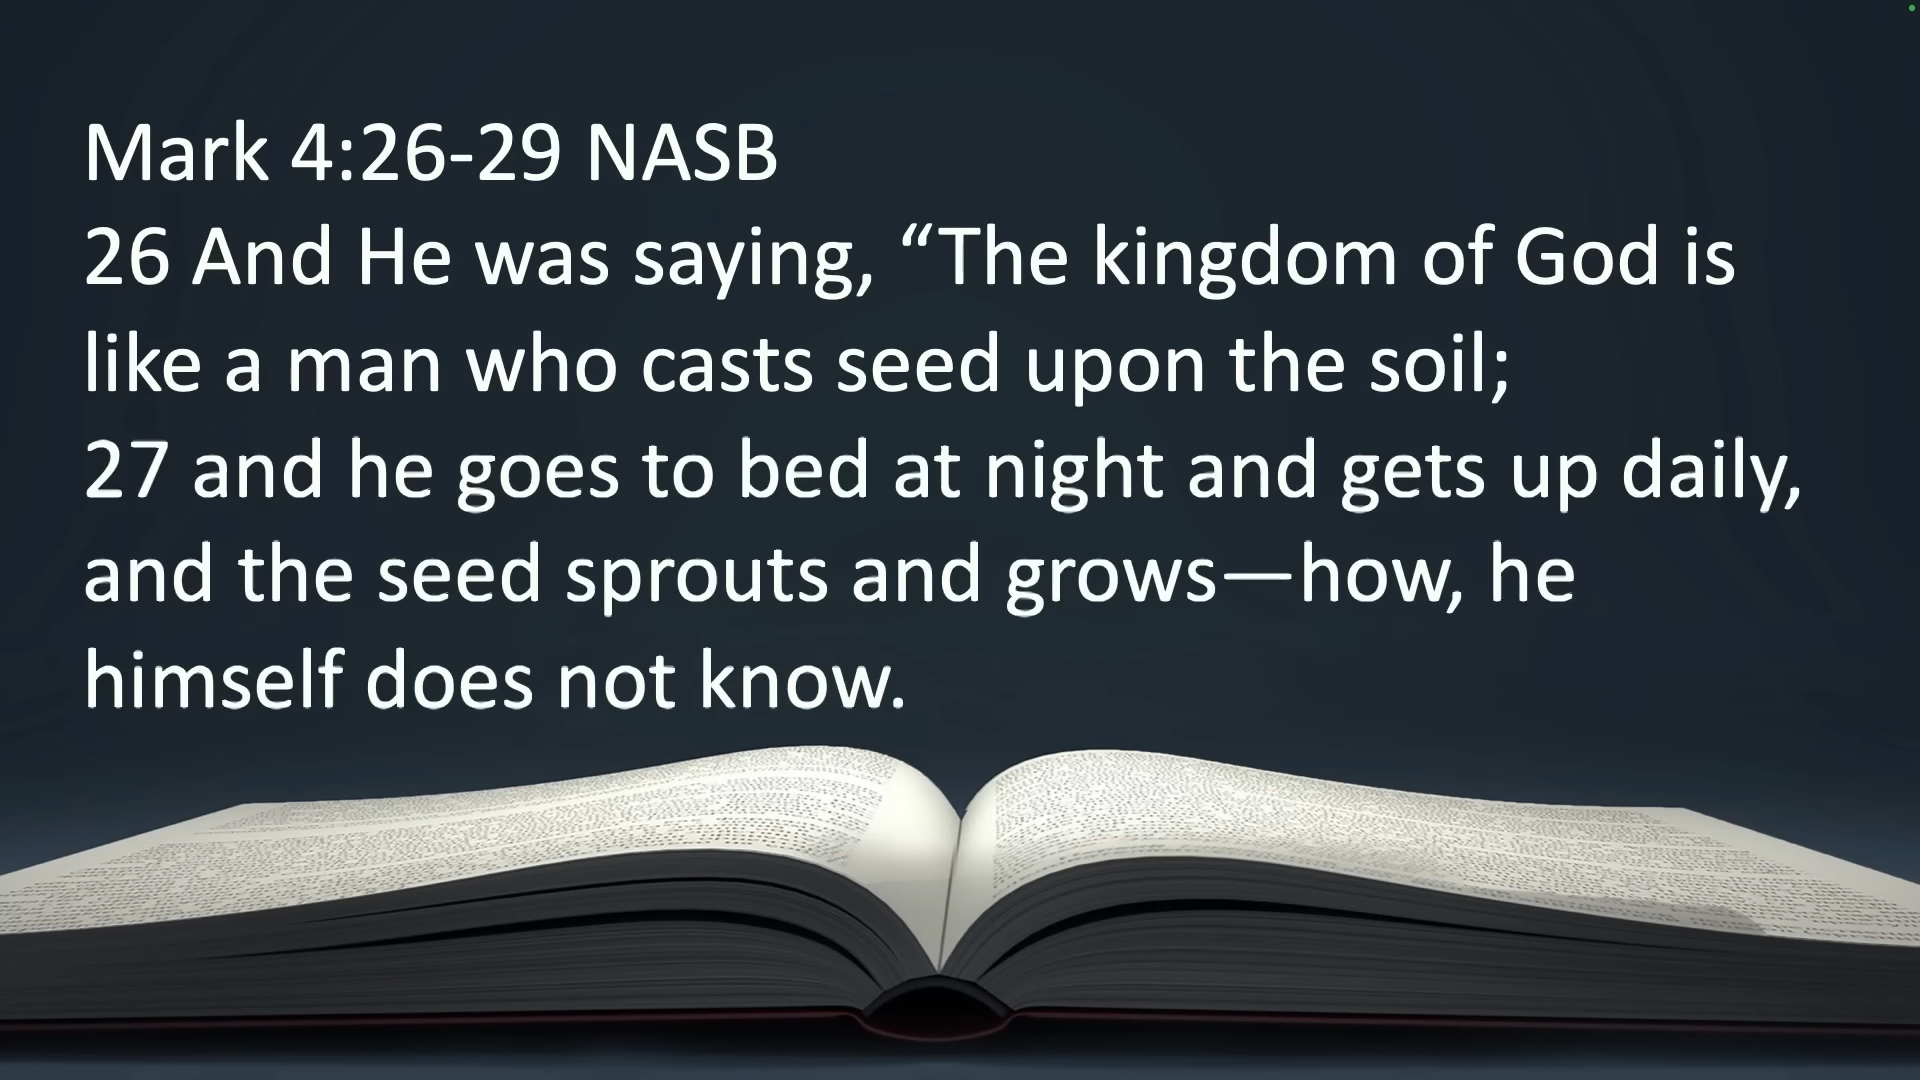 Mark 4:26-29 NASB
26 And He was saying, “The kingdom of God is
like a man who casts seed upon the soil;
27 and he goes to bed at night and gets up daily,
and the seed sprouts and grows—how, he
himself does not know.